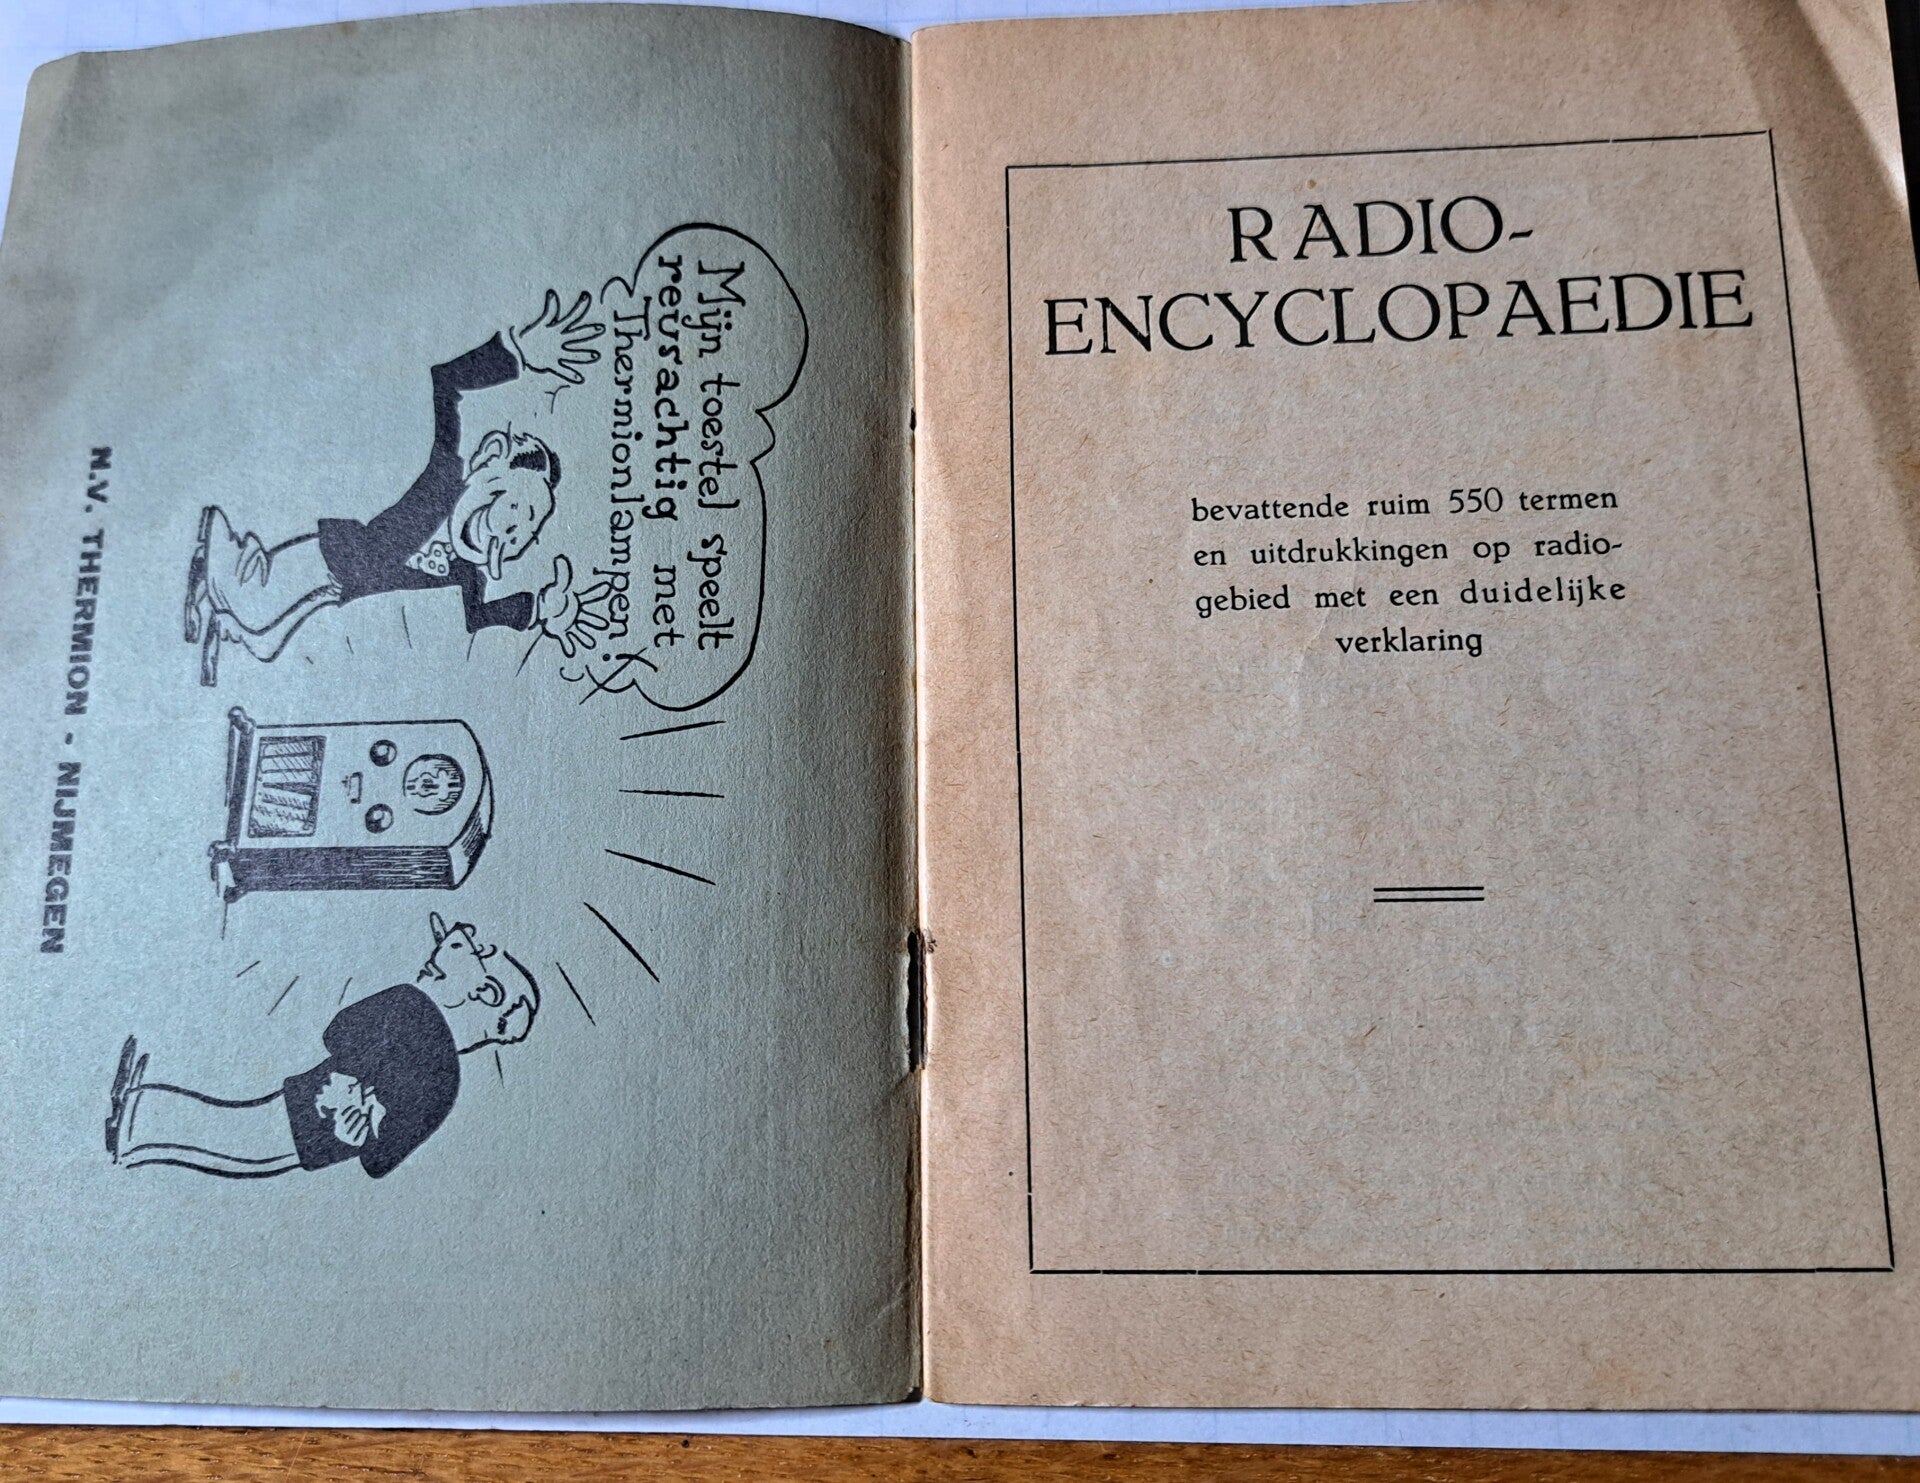 Mijn toestel speelt
reusachtig met
Thermionlampen!
N.V. THERMION - NIJMEGEN
RADIO-
ENCYCLOPAEDIE
bevattende ruim 550 termen
en uitdrukkingen op radio-
gebied met een duidelijke
verklaring